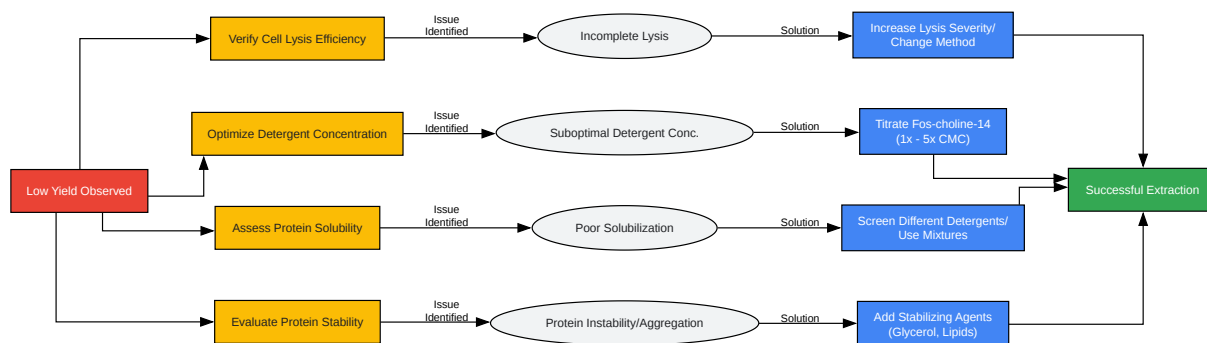 Verify Cell Lysis Efficiency
Issue
Identified
Incomplete Lysis
Solution
Increase Lysis Severity/
Change Method
Optimize Detergent Concentration
Issue
Identified
Suboptimal Detergent Conc.
Solution
Titrate Fos-choline-14
(1x - 5x CMC)
Low Yield Observed
Successful Extraction
Assess Protein Solubility
Issue
Identified
Poor Solubilization
Solution
Screen Different Detergents/
Use Mixtures
Evaluate Protein Stability
Issue
Identified
Protein Instability/Aggregation
Solution
Add Stabilizing Agents
(Glycerol, Lipids)